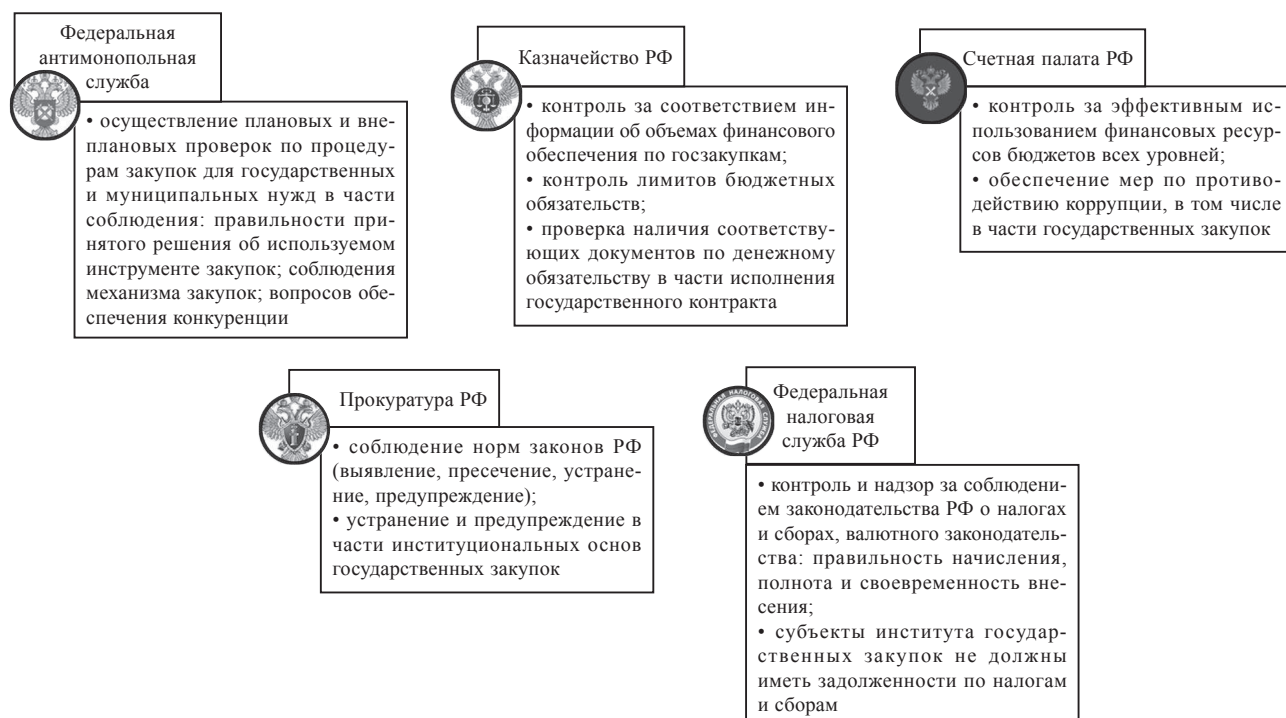 Федеральная
антимонопольная
служба
• осуществление плановых и вне-
плановых проверок по процеду-
рам закупок для государственных
и муниципальных нужд в части
соблюдения: правильности при-
нятого решения об используемом
инструменте закупок; соблюдения
механизма закупок; вопросов обе-
спечения конкуренции
Казначейство РФ
• контроль за соответствием ин-
формации об объемах финансового
обеспечения по госзакупкам;
• контроль лимитов бюджетных
обязательств;
• проверка наличия соответству-
ющих документов по денежному
обязательству в части исполнения
государственного контракта
Счетная палата РФ
• контроль за эффективным ис-
пользованием финансовых ресур-
сов бюджетов всех уровней;
• обеспечение мер по противо-
действию коррупции, в том числе
в части государственных закупок
Прокуратура РФ
• соблюдение норм законов РФ
(выявление, пресечение, устране-
ние, предупреждение);
• устранение и предупреждение в
части институциональных основ
государственных закупок
ФЕДЕРАЛЬНАЯ НАЛОГОВАЯ СЛУЖБА
Федеральная
налоговая
служба РФ
• контроль и надзор за соблюдени-
ем законодательства РФ о налогах
и сборах, валютного законодатель-
ства: правильность начисления,
полнота и своевременность вне-
сения;
• субъекты института государ-
ственных закупок не должны
иметь задолженности по налогам
и сборам